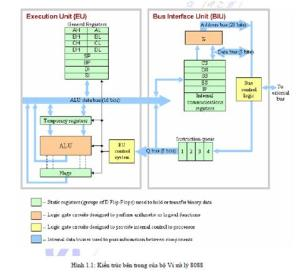 Execution Unit (EU)
Bus Interface Unit (BIU)
General Registers
AH AL
BH BL
CH CL
DH DL
SP
BP
DI
SI
Address bus (20 bits)
Σ
Data bus (8 bits)
CS
DS
SS
ES
IP
Internal
communications
registers
Bus
control
logic
To
external
bus
ALU data bus (16 bits)
Temporary registers
ALU
Flags
EU
control
system
Instruction queue
Q bus (8 bits)
1 2 3 4
Static registers (groups of D Flip-Flops) used to hold or transfer binary data
Logic gate circuits designed to perform arithmetic or logical functions
Logic gate circuits designed to provide internal control to processor
Internal data buses used to pass information between components
Hình 1.1: Kiến trúc bên trong của bộ Vi xử lý 8088